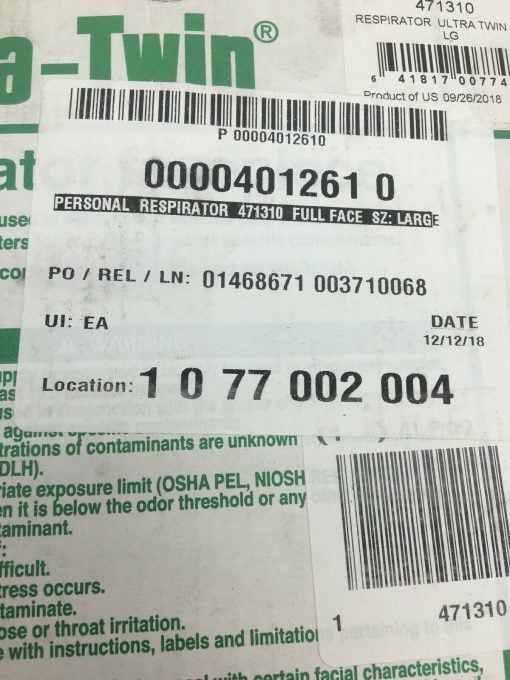 a-Twin®
471310
RESPIRATOR ULTRA TWIN
LG
6 41817 00774
Product of US 09/26/2018
P 00004012610
0000401261 0
PERSONAL RESPIRATOR 471310 FULL FACE SZ: LARGE
PO / REL / LN: 01468671 003710068
UI: EA
DATE
12/12/18
Location: 1 0 77 002 004
against
trations of contaminants are unknown
DLH).
iate exposure limit (OSHA PEL, NIOSH
n it is below the odor threshold or any
aminant.
:
fficult.
tress occurs.
taminate.
ose or throat irritation.
e with instructions, labels and limitation
1
471310
with certain facial characteristics,